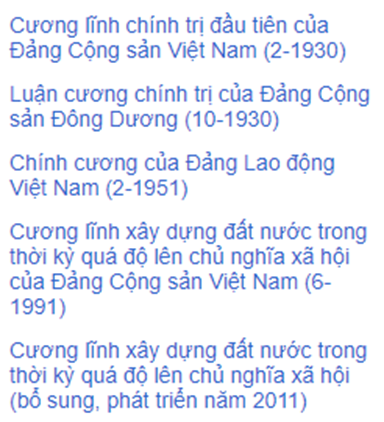 Cương lĩnh chính trị đầu tiên của
Đảng Cộng sản Việt Nam (2-1930)
Luận cương chính trị của Đảng Cộng
sản Đông Dương (10-1930)
Chính cương của Đảng Lao động
Việt Nam (2-1951)
Cương lĩnh xây dựng đất nước trong
thời kỳ quá độ lên chủ nghĩa xã hội
của Đảng Cộng sản Việt Nam (6-
1991)
Cương lĩnh xây dựng đất nước trong
thời kỳ quá độ lên chủ nghĩa xã hội
(bổ sung, phát triển năm 2011)